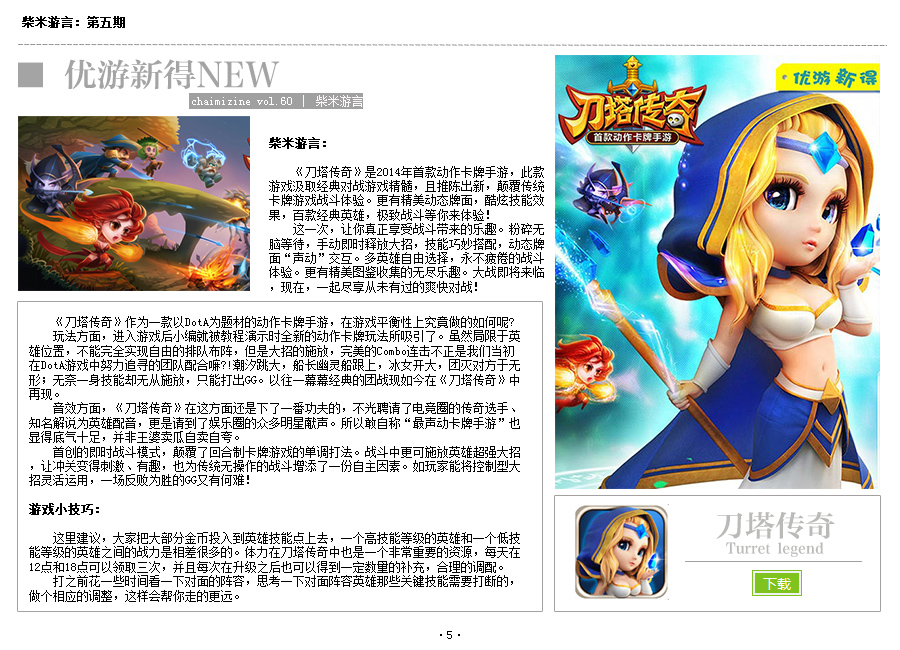 柴米游言：第五期
优游新得NEW
chaimizine vol.60 | 柴米游言
柴米游言：
《刀塔传奇》是2014年首款动作卡牌手游，此款
游戏汲取经典对战游戏精髓，且推陈出新，颠覆传统
卡牌游戏战斗体验。更有精美动态牌面，酷炫技能效
果，百款经典英雄，极致战斗等你来体验！
这一次，让你真正享受战斗带来的乐趣。粉碎无
脑等待，手动即时释放大招，技能巧妙搭配，动态牌
面“声动”交互。多英雄自由选择，永不疲倦的战斗
体验。更有精美图鉴收集的无尽乐趣。大战即将来临
，现在，一起尽享从未有过的爽快对战！
优游新得
刀塔传奇
首款动作卡牌手游
《刀塔传奇》作为一款以DotA为题材的动作卡牌手游，在游戏平衡性上究竟做的如何呢？
玩法方面，进入游戏后小编就被教程演示时全新的动作卡牌玩法所吸引了。虽然局限于英
雄位置，不能完全实现自由的排队布阵，但是大招的施放，完美的Combo连击不正是我们当初
在DotA游戏中努力追寻的团队配合嘛？！潮汐跳大，船长幽灵船跟上，冰女开大，团灭对方于无
形；无奈一身技能却无从施放，只能打出GG。以往一幕幕经典的团战现如今在《刀塔传奇》中
再现。
音效方面，《刀塔传奇》在这方面还是下了一番功夫的，不光聘请了电竞圈的传奇选手、
知名解说为英雄配音，更是请到了娱乐圈的众多明星献声。所以敢自称“最声动卡牌手游”也
显得底气十足，并非王婆卖瓜自卖自夸。
首创的即时战斗模式，颠覆了回合制卡牌游戏的单调打法。战斗中更可施放英雄超强大招
，让冲关变得刺激、有趣，也为传统无操作的战斗增添了一份自主因素。如玩家能将控制型大
招灵活运用，一场反败为胜的GG又有何难！
游戏小技巧：
这里建议，大家把大部分金币投入到英雄技能点上去，一个高技能等级的英雄和一个低技
能等级的英雄之间的战力是相差很多的。体力在刀塔传奇中也是一个非常重要的资源，每天在
12点和18点可以领取三次，并且每次在升级之后也可以得到一定数量的补充，合理的调配。
打之前花一些时间看一下对面的阵容，思考一下对面阵容英雄那些关键技能需要打断的，
做个相应的调整，这样会帮你走的更远。
刀塔传奇
Turret legend
下载
·5·